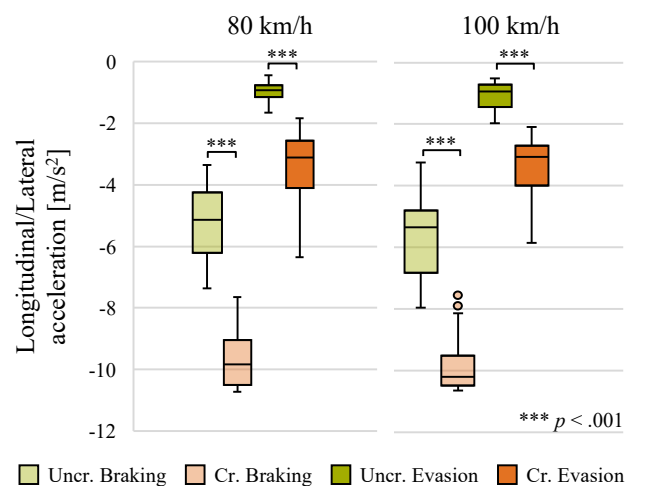 80 km/h
100 km/h
Longitudinal/Lateral
acceleration [m/s²]
0
-2
-4
-6
-8
-10
-12
***
***
***
***
*** p < .001
Uncr. Braking
Cr. Braking
Uncr. Evasion
Cr. Evasion